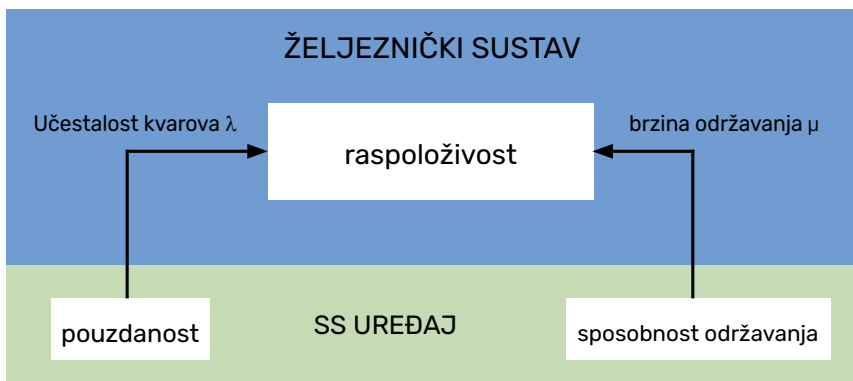 ŽELJEZNIČKI SUSTAV
Učestalost kvarova λ
brzina održavanja µ
raspoloživost
pouzdanost
SS UREĐAJ
sposobnost održavanja